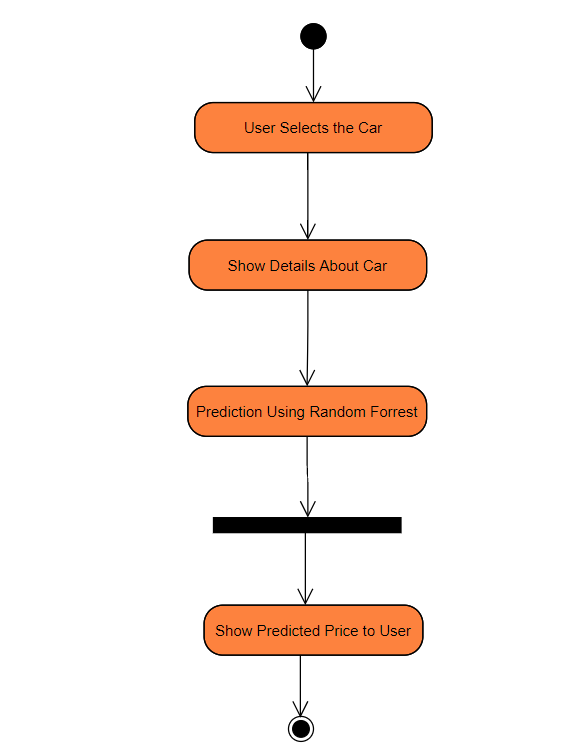 User Selects the Car
Show Details About Car
Prediction Using Random Forrest
Show Predicted Price to User